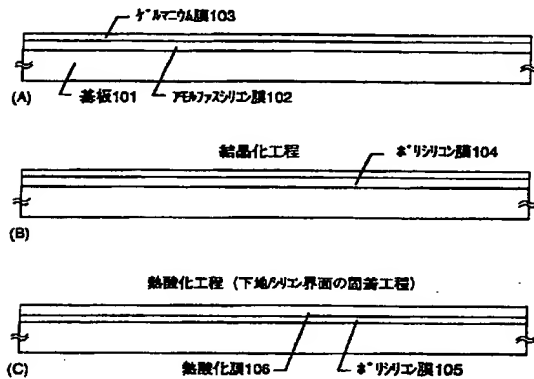 ゲルマニウム膜103
基板101
アモルファスシリコン膜102
(A)
結晶化工程
ポリシリコン膜104
(B)
熱酸化工程 (下地/シリコン界面の固着工程)
熱酸化膜106
ポリシリコン膜105
(C)